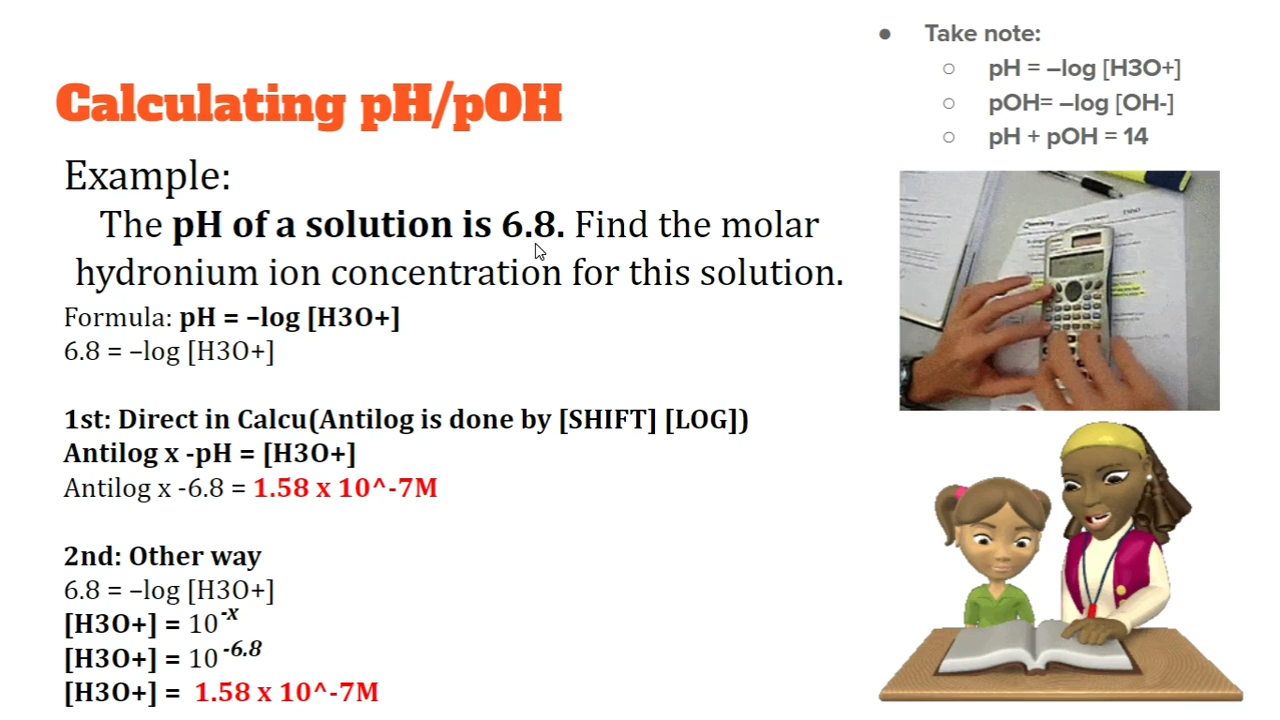 Calculating pH/pOH
Example:
The pH of a solution is 6.8. Find the molar
hydronium ion concentration for this solution.
Formula: pH = –log [H3O+]
6.8 = –log [H3O+]
1st: Direct in Calcu(Antilog is done by [SHIFT] [LOG])
Antilog x -pH = [H3O+]
Antilog x -6.8 = 1.58 x 10^-7M
2nd: Other way
6.8 = –log [H3O+]
[H3O+] = 10^-x
[H3O+] = 10^-6.8
[H3O+] = 1.58 x 10^-7M
● Take note:
○ pH = –log [H3O+]
○ pOH= –log [OH-]
○ pH + pOH = 14